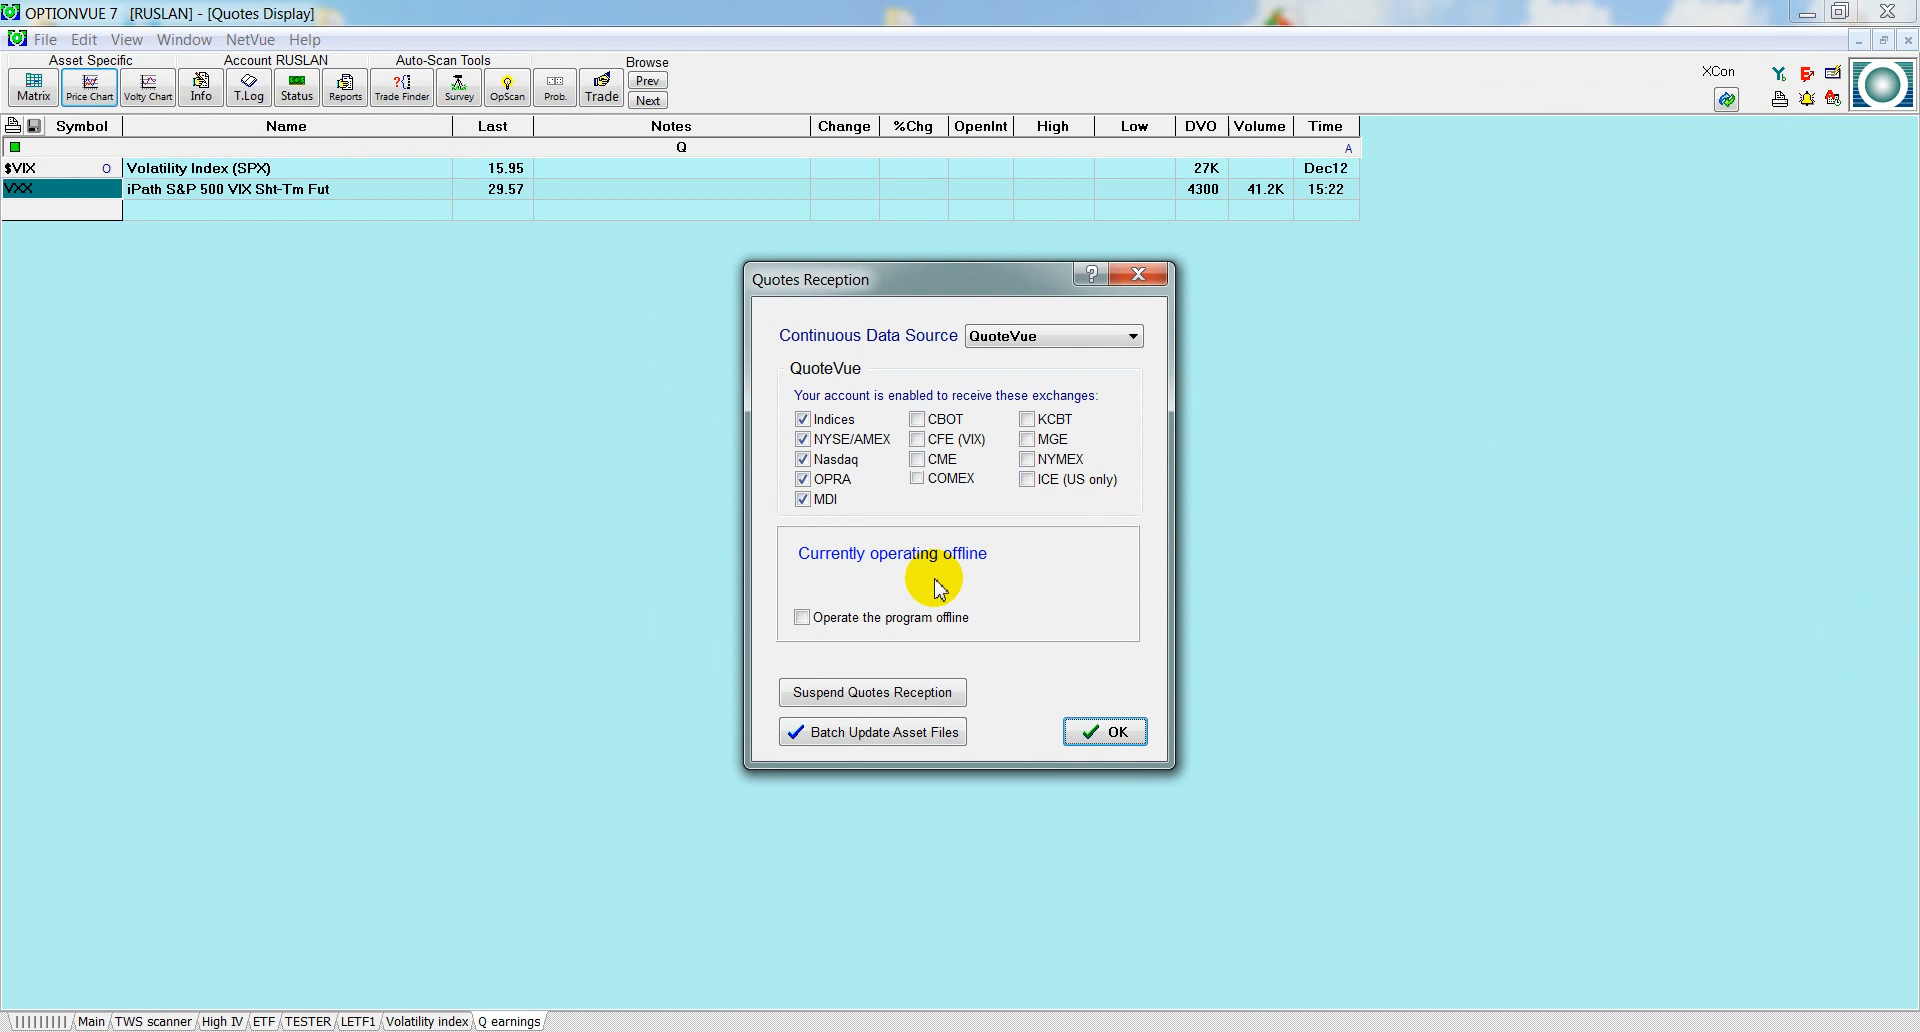 OPTIONVUE 7 [RUSLAN] - [Quotes Display]
File Edit View Window NetVue Help
Asset Specific Account RUSLAN Auto-Scan Tools Browse
Matrix Price Chart Volty Chart Info T.Log Status Reports Trade Finder Survey OpScan Prob. Trade Prev
Next
XCon
Symbol Name Last Notes Change %Chg OpenInt High Low DVO Volume Time
Q A
$VIX O Volatility Index (SPX) 15.95 27K Dec12
VXX iPath S&P 500 VIX Sht-Tm Fut 29.57 4300 41.2K 15:22
Quotes Reception
Continuous Data Source QuoteVue
QuoteVue
Your account is enabled to receive these exchanges:
Indices CBOT KCBT
NYSE/AMEX CFE (VIX) MGE
Nasdaq CME NYMEX
OPRA COMEX ICE (US only)
MDI
Currently operating offline
Operate the program offline
Suspend Quotes Reception
Batch Update Asset Files OK
Main TWS scanner High IV ETF TESTER LETF1 Volatility index Q earnings